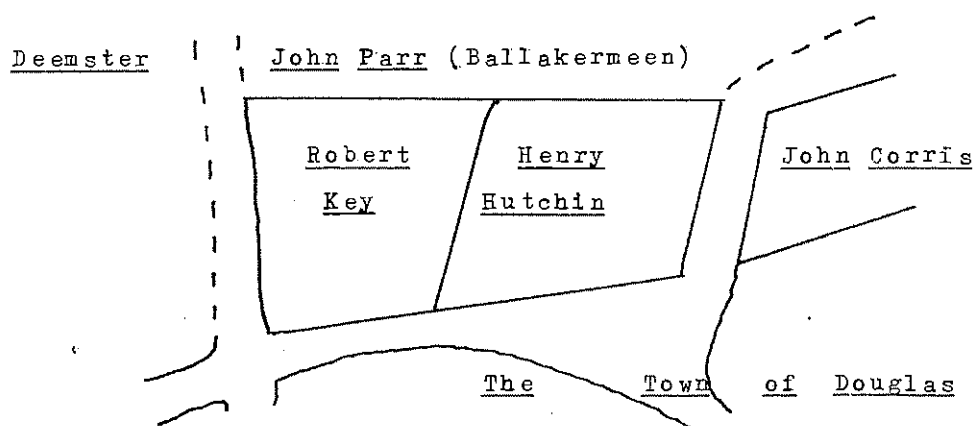 Deemster John Parr (Ballakermeen)
Robert Henry John Corris
Key Hutchin
The Town of Douglas